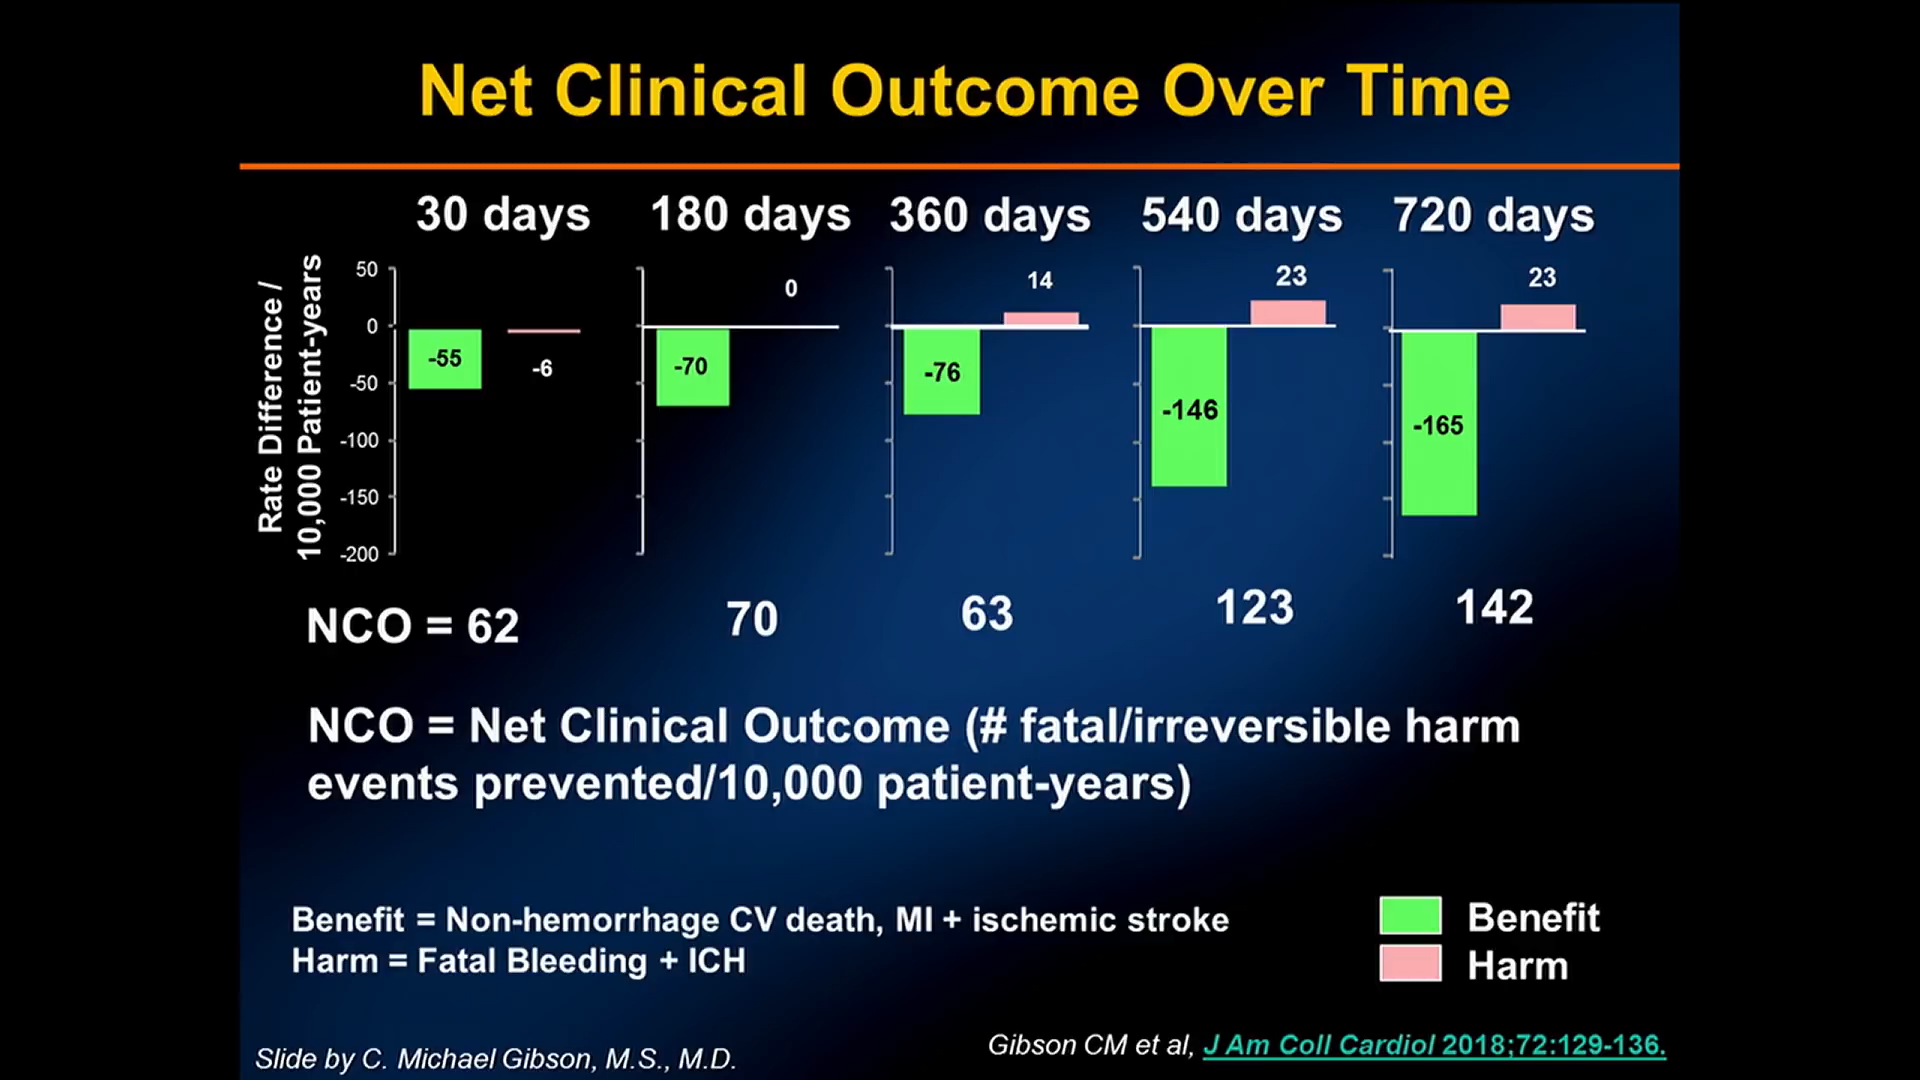 Net Clinical Outcome Over Time
30 days
180 days
360 days
540 days
720 days
Rate Difference /
10,000 Patient-years
50
0
-50
-100
-150
-200
-55
-6
-70
0
-76
14
-146
23
-165
23
NCO = 62
70
63
123
142
NCO = Net Clinical Outcome (# fatal/irreversible harm
events prevented/10,000 patient-years)
Benefit = Non-hemorrhage CV death, MI + ischemic stroke
Harm = Fatal Bleeding + ICH
Benefit
Harm
Slide by C. Michael Gibson, M.S., M.D.
Gibson CM et al, J Am Coll Cardiol 2018;72:129-136.